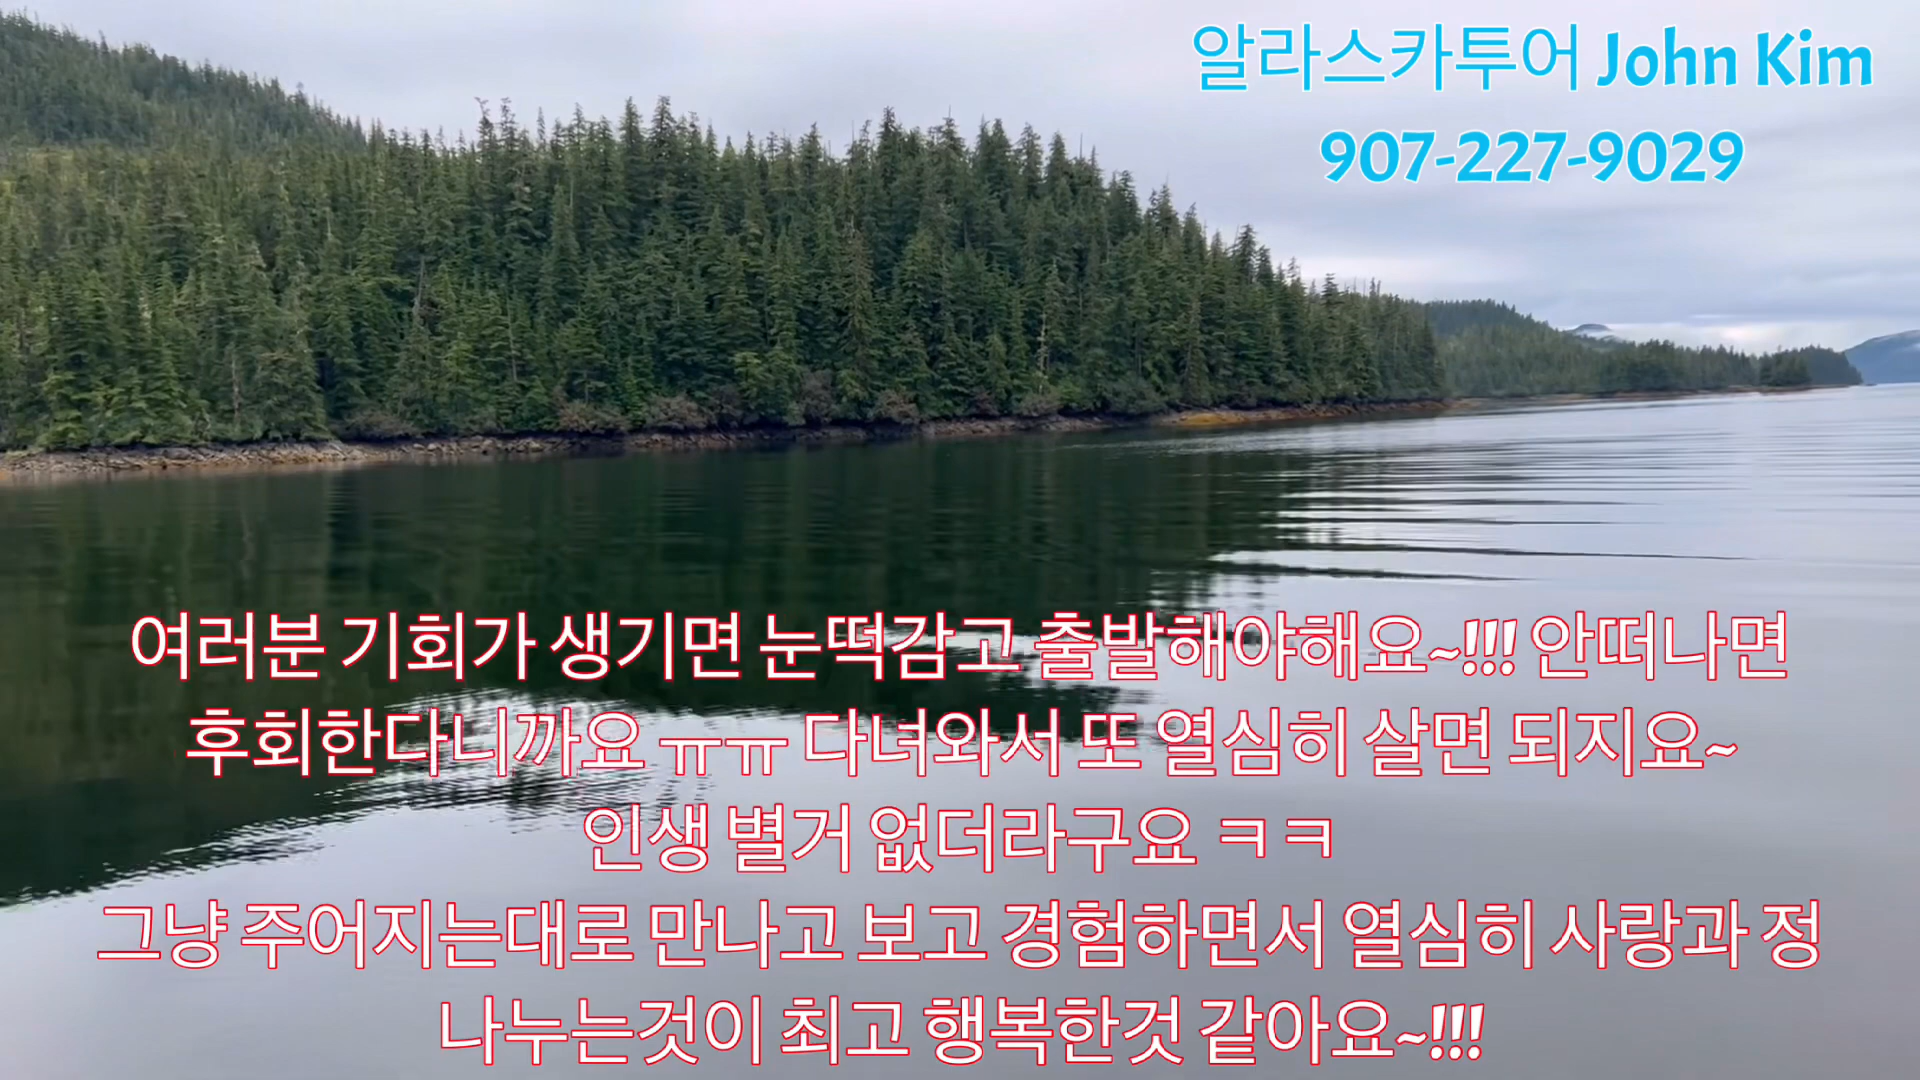 알라스카투어 John Kim
907-227-9029
여러분 기회가 생기면 눈떡감고 출발해야해요~!!! 안떠나면
후회한다니까요 ㅠㅠ 다녀와서 또 열심히 살면 되지요~
인생 별거 없더라구요 ㅋㅋ
그냥 주어지는대로 만나고 보고 경험하면서 열심히 사랑과 정
나누는것이 최고 행복한것 같아요~!!!